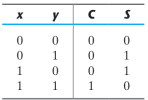 x y C S
0 0 0 0
0 1 0 1
1 0 0 1
1 1 1 0